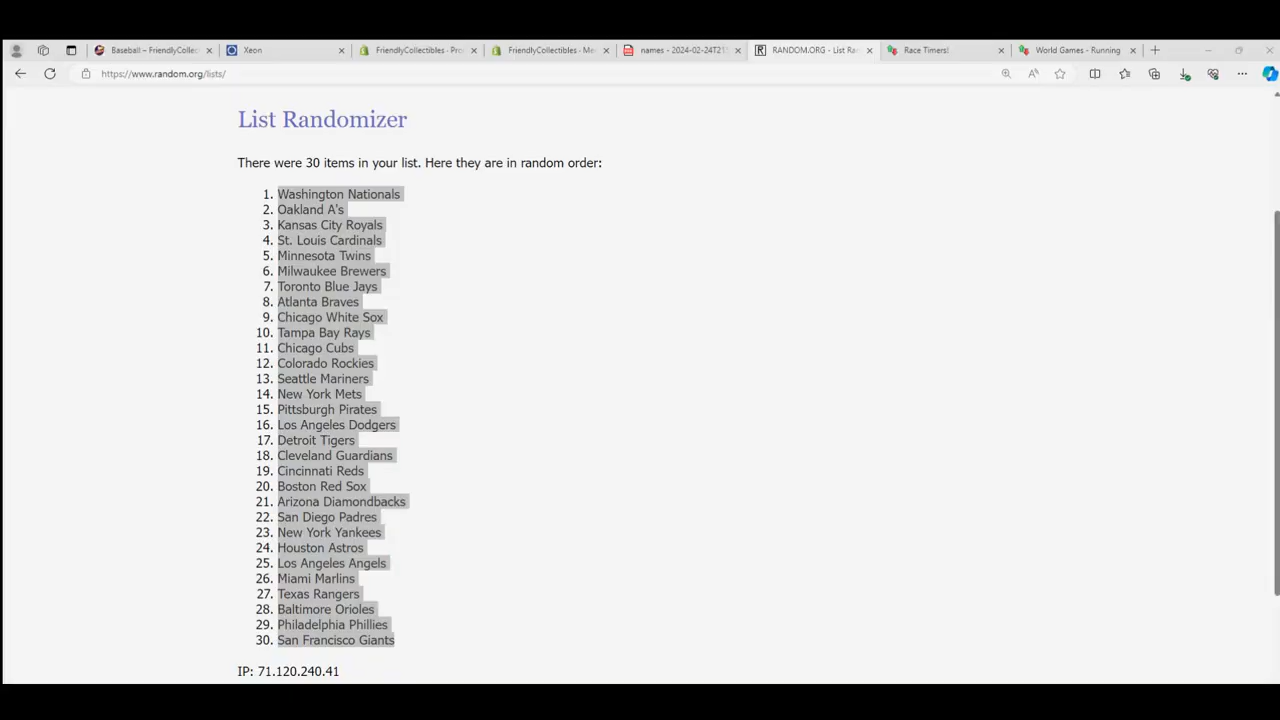 Baseball – FriendlyCollec
Xeon
FriendlyCollectibles - Pro
FriendlyCollectibles - Me
names - 2024-02-24T21
RANDOM.ORG - List Ra
Race Timers!
World Games - Running
https://www.random.org/lists/
List Randomizer
There were 30 items in your list. Here they are in random order:
1. Washington Nationals
2. Oakland A's
3. Kansas City Royals
4. St. Louis Cardinals
5. Minnesota Twins
6. Milwaukee Brewers
7. Toronto Blue Jays
8. Atlanta Braves
9. Chicago White Sox
10. Tampa Bay Rays
11. Chicago Cubs
12. Colorado Rockies
13. Seattle Mariners
14. New York Mets
15. Pittsburgh Pirates
16. Los Angeles Dodgers
17. Detroit Tigers
18. Cleveland Guardians
19. Cincinnati Reds
20. Boston Red Sox
21. Arizona Diamondbacks
22. San Diego Padres
23. New York Yankees
24. Houston Astros
25. Los Angeles Angels
26. Miami Marlins
27. Texas Rangers
28. Baltimore Orioles
29. Philadelphia Phillies
30. San Francisco Giants
IP: 71.120.240.41